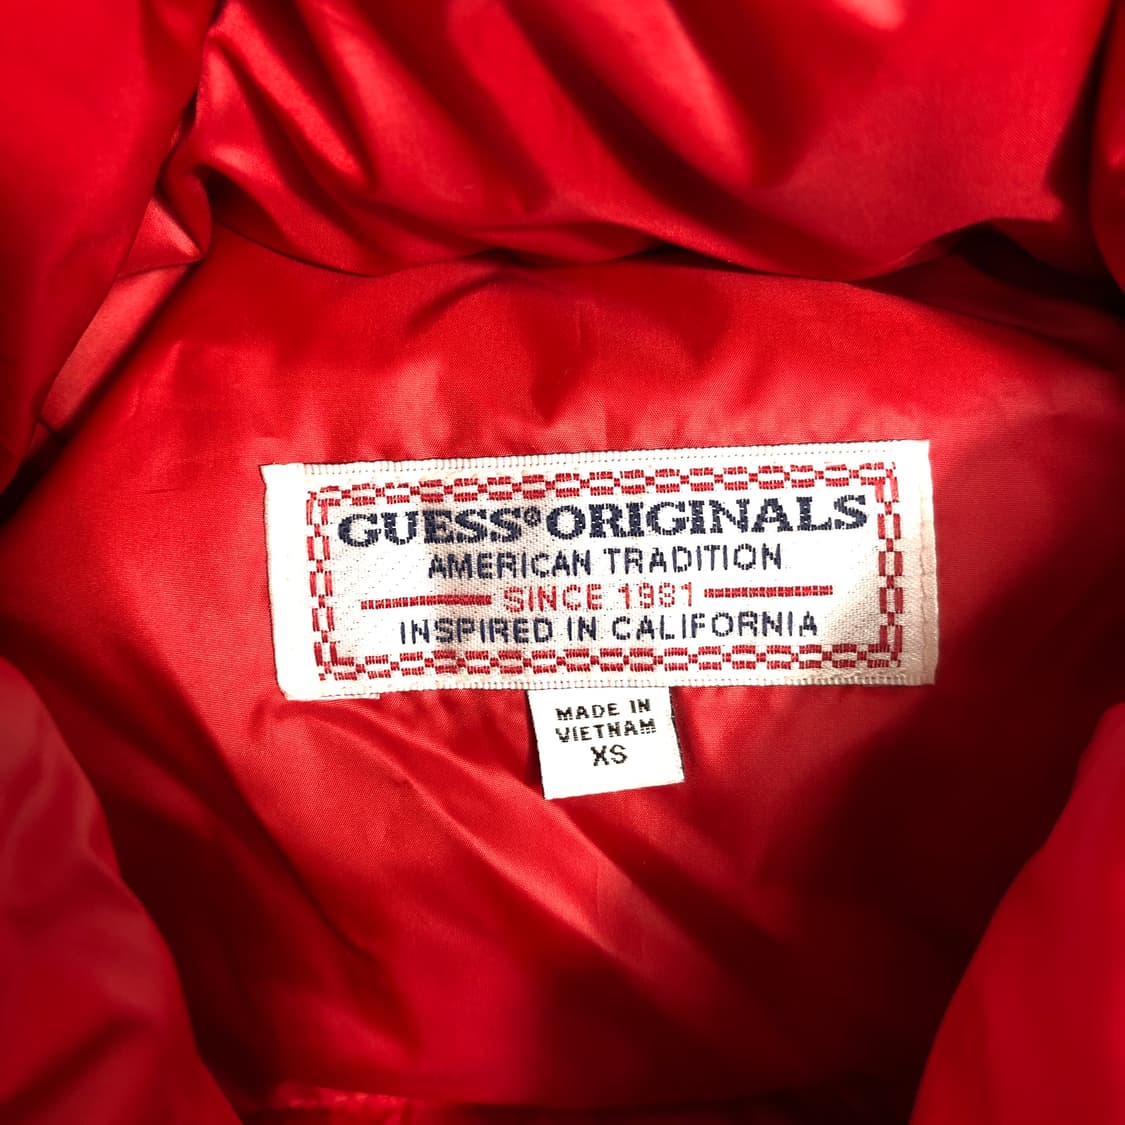 GUESS® ORIGINALS
AMERICAN TRADITION
SINCE 1981
INSPIRED IN CALIFORNIA
MADE IN
VIETNAM
XS